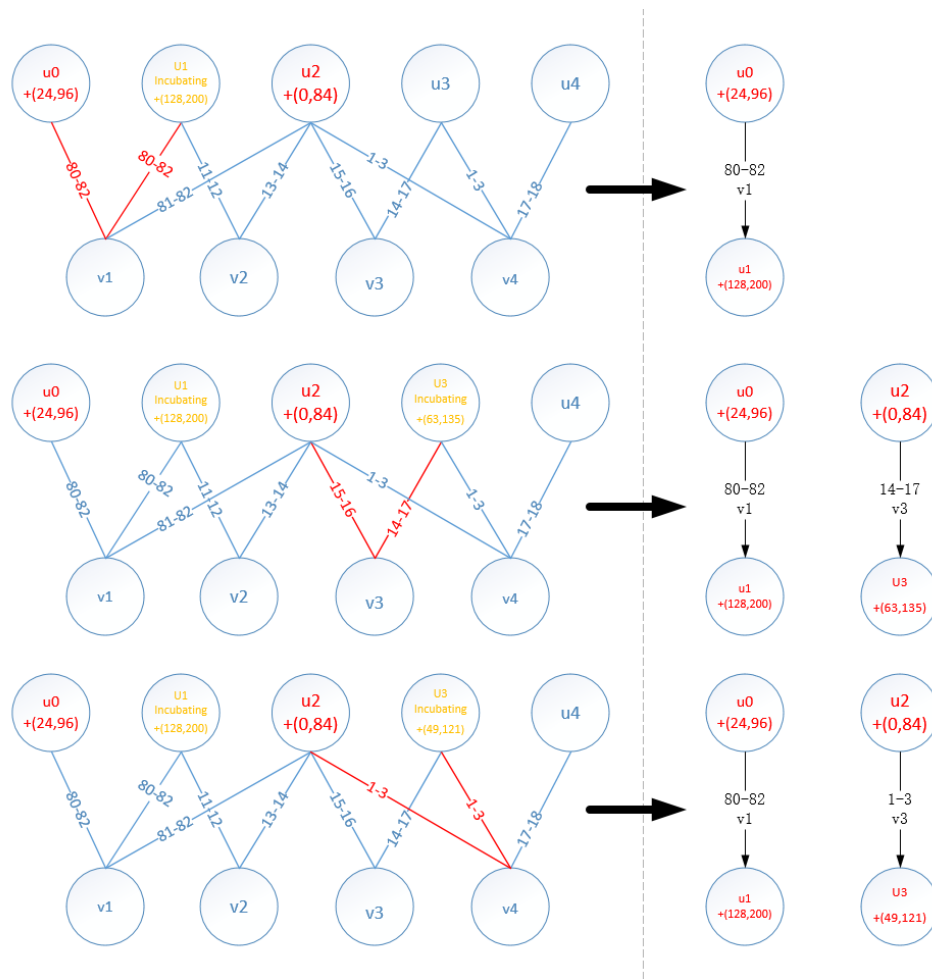 u0
+(24,96)
U1
Incubating
+(128,200)
u2
+(0,84)
u3
u4
80-82
80-82
11-12
81-82
13-14
15-16
14-17
1-3
1-3
17-18
v1
v2
v3
v4
u0
+(24,96)
80-82
v1
u1
+(128,200)
u0
+(24,96)
U1
Incubating
+(128,200)
u2
+(0,84)
U3
Incubating
+(63,135)
u4
80-82
80-82
11-12
81-82
13-14
15-16
14-17
1-3
1-3
17-18
v1
v2
v3
v4
u0
+(24,96)
80-82
v1
u1
+(128,200)
u2
+(0,84)
14-17
v3
U3
+(63,135)
u0
+(24,96)
U1
Incubating
+(128,200)
u2
+(0,84)
U3
Incubating
+(49,121)
u4
80-82
80-82
11-12
81-82
13-14
15-16
14-17
1-3
1-3
17-18
v1
v2
v3
v4
u0
+(24,96)
80-82
v1
u1
+(128,200)
u2
+(0,84)
1-3
v3
U3
+(49,121)